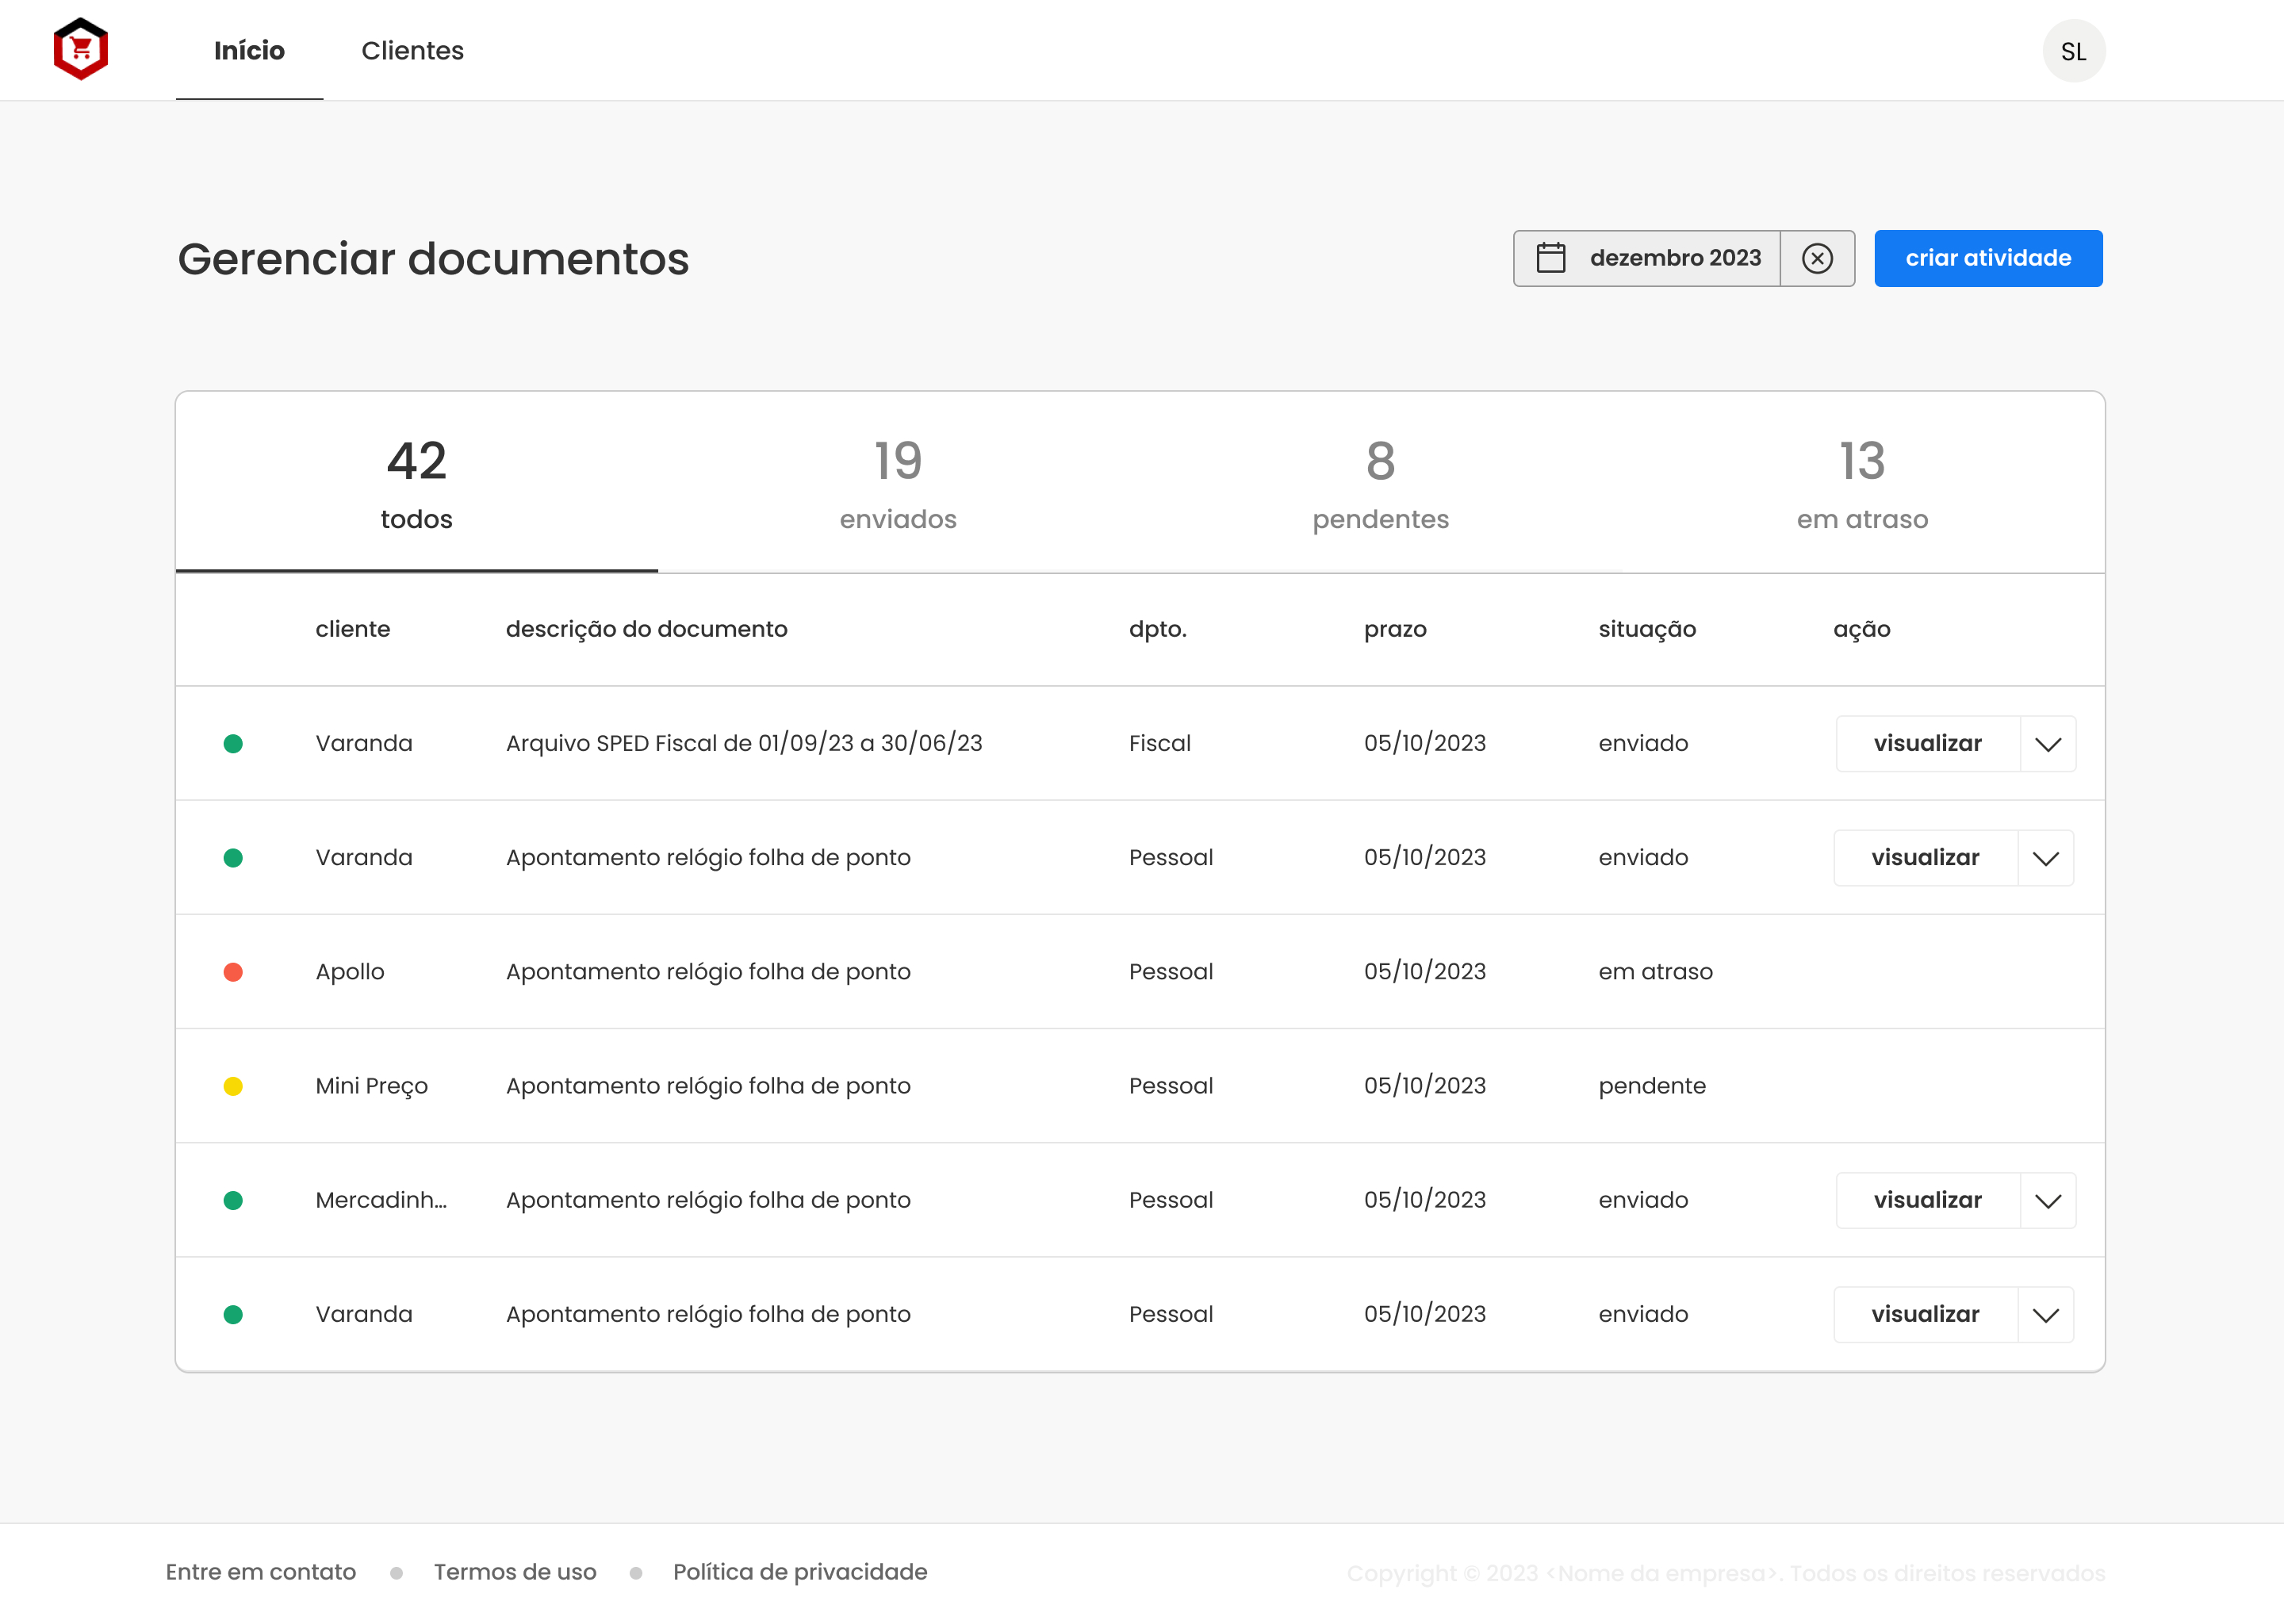 Início Clientes SL
Gerenciar documentos dezembro 2023 criar atividade
42 19 8 13
todos enviados pendentes em atraso
cliente descrição do documento dpto. prazo situação ação
Varanda Arquivo SPED Fiscal de 01/09/23 a 30/06/23 Fiscal 05/10/2023 enviado visualizar
Varanda Apontamento relógio folha de ponto Pessoal 05/10/2023 enviado visualizar
Apollo Apontamento relógio folha de ponto Pessoal 05/10/2023 em atraso
Mini Preço Apontamento relógio folha de ponto Pessoal 05/10/2023 pendente
Mercadinh... Apontamento relógio folha de ponto Pessoal 05/10/2023 enviado visualizar
Varanda Apontamento relógio folha de ponto Pessoal 05/10/2023 enviado visualizar
Entre em contato Termos de uso Política de privacidade Copyright © 2023 <Nome da empresa>. Todos os direitos reservados